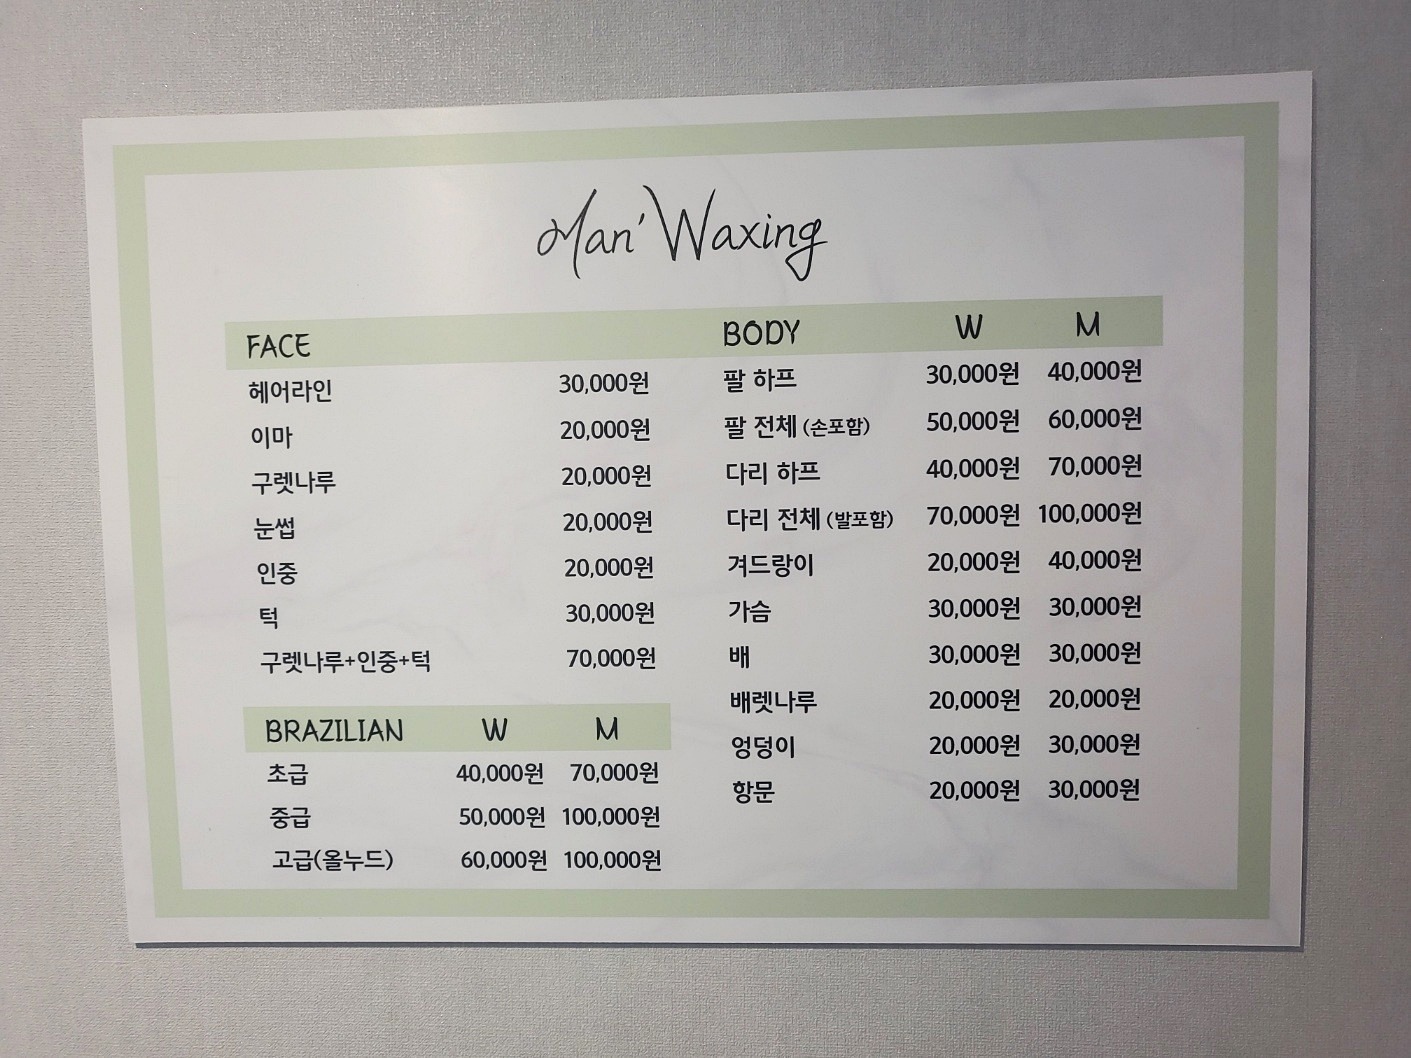 Man' Waxing
FACE
헤어라인 30,000원
이마 20,000원
구렛나루 20,000원
눈썹 20,000원
인중 20,000원
턱 30,000원
구렛나루+인중+턱 70,000원
BRAZILIAN W M
초급 40,000원 70,000원
중급 50,000원 100,000원
고급(올누드) 60,000원 100,000원
BODY W M
팔 하프 30,000원 40,000원
팔 전체 (손포함) 50,000원 60,000원
다리 하프 40,000원 70,000원
다리 전체 (발포함) 70,000원 100,000원
겨드랑이 20,000원 40,000원
가슴 30,000원 30,000원
배 30,000원 30,000원
배렛나루 20,000원 20,000원
엉덩이 20,000원 30,000원
항문 20,000원 30,000원